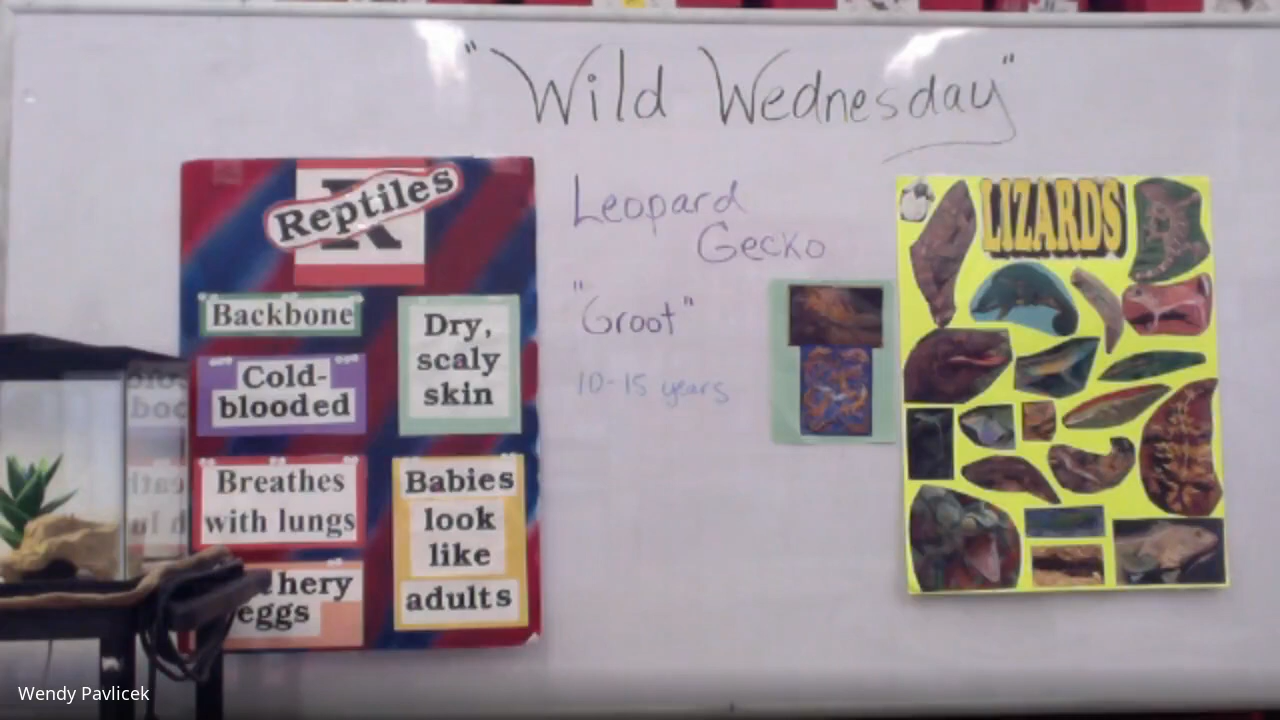 "Wild Wednesday"
Reptiles
R
Backbone
Cold-
blooded
Breathes
with lungs
hery
eggs
Dry,
scaly
skin
Babies
look
like
adults
Leopard
Gecko
"Groot"
10-15 years
LIZARDS
Wendy Pavlicek